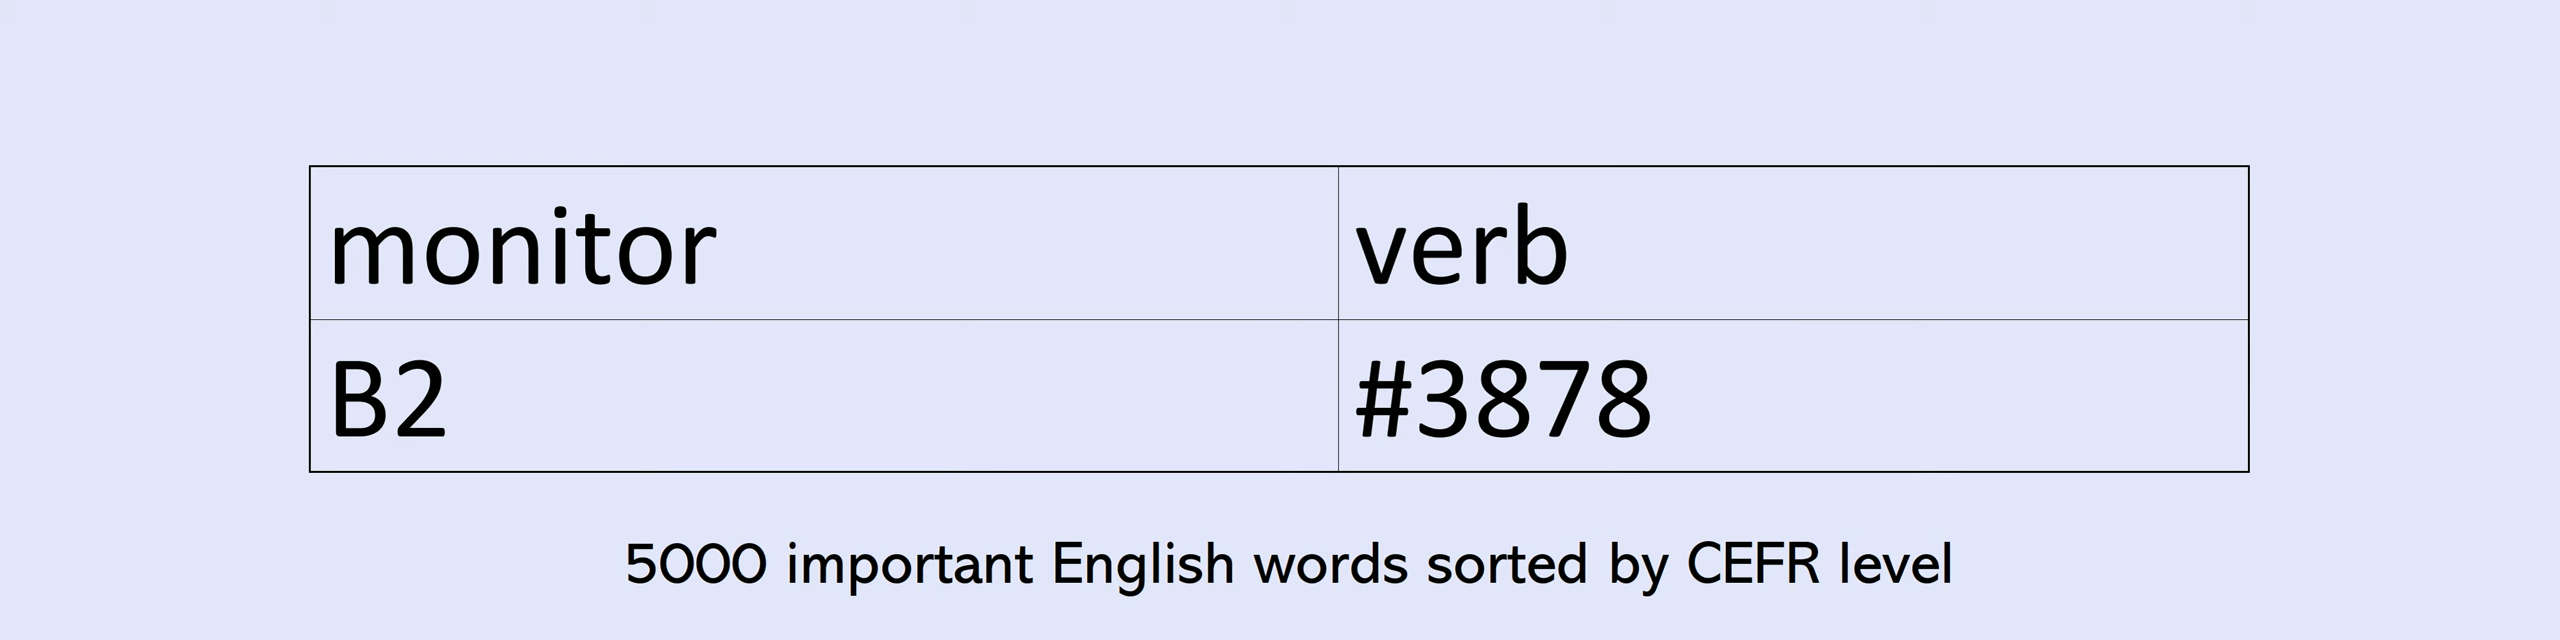 monitor verb
B2 #3878
5000 important English words sorted by CEFR level